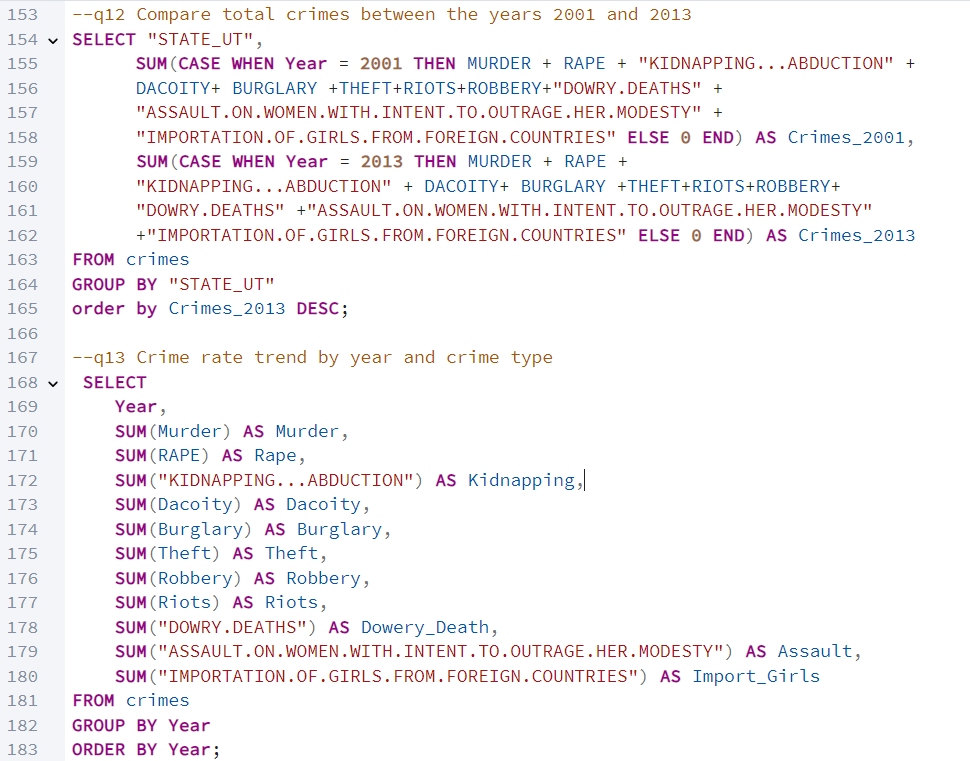 153 --q12 Compare total crimes between the years 2001 and 2013
154 SELECT "STATE_UT",
155 SUM(CASE WHEN Year = 2001 THEN MURDER + RAPE + "KIDNAPPING...ABDUCTION" +
156 DACOITY+ BURGLARY +THEFT+RIOTS+ROBBERY+"DOWRY.DEATHS" +
157 "ASSAULT.ON.WOMEN.WITH.INTENT.TO.OUTRAGE.HER.MODESTY" +
158 "IMPORTATION.OF.GIRLS.FROM.FOREIGN.COUNTRIES" ELSE 0 END) AS Crimes_2001,
159 SUM(CASE WHEN Year = 2013 THEN MURDER + RAPE +
160 "KIDNAPPING...ABDUCTION" + DACOITY+ BURGLARY +THEFT+RIOTS+ROBBERY+
161 "DOWRY.DEATHS" +"ASSAULT.ON.WOMEN.WITH.INTENT.TO.OUTRAGE.HER.MODESTY"
162 +"IMPORTATION.OF.GIRLS.FROM.FOREIGN.COUNTRIES" ELSE 0 END) AS Crimes_2013
163 FROM crimes
164 GROUP BY "STATE_UT"
165 order by Crimes_2013 DESC;
166
167 --q13 Crime rate trend by year and crime type
168 SELECT
169 Year,
170 SUM(Murder) AS Murder,
171 SUM(RAPE) AS Rape,
172 SUM("KIDNAPPING...ABDUCTION") AS Kidnapping,
173 SUM(Dacoity) AS Dacoity,
174 SUM(Burglary) AS Burglary,
175 SUM(Theft) AS Theft,
176 SUM(Robbery) AS Robbery,
177 SUM(Riots) AS Riots,
178 SUM("DOWRY.DEATHS") AS Dowery_Death,
179 SUM("ASSAULT.ON.WOMEN.WITH.INTENT.TO.OUTRAGE.HER.MODESTY") AS Assault,
180 SUM("IMPORTATION.OF.GIRLS.FROM.FOREIGN.COUNTRIES") AS Import_Girls
181 FROM crimes
182 GROUP BY Year
183 ORDER BY Year;